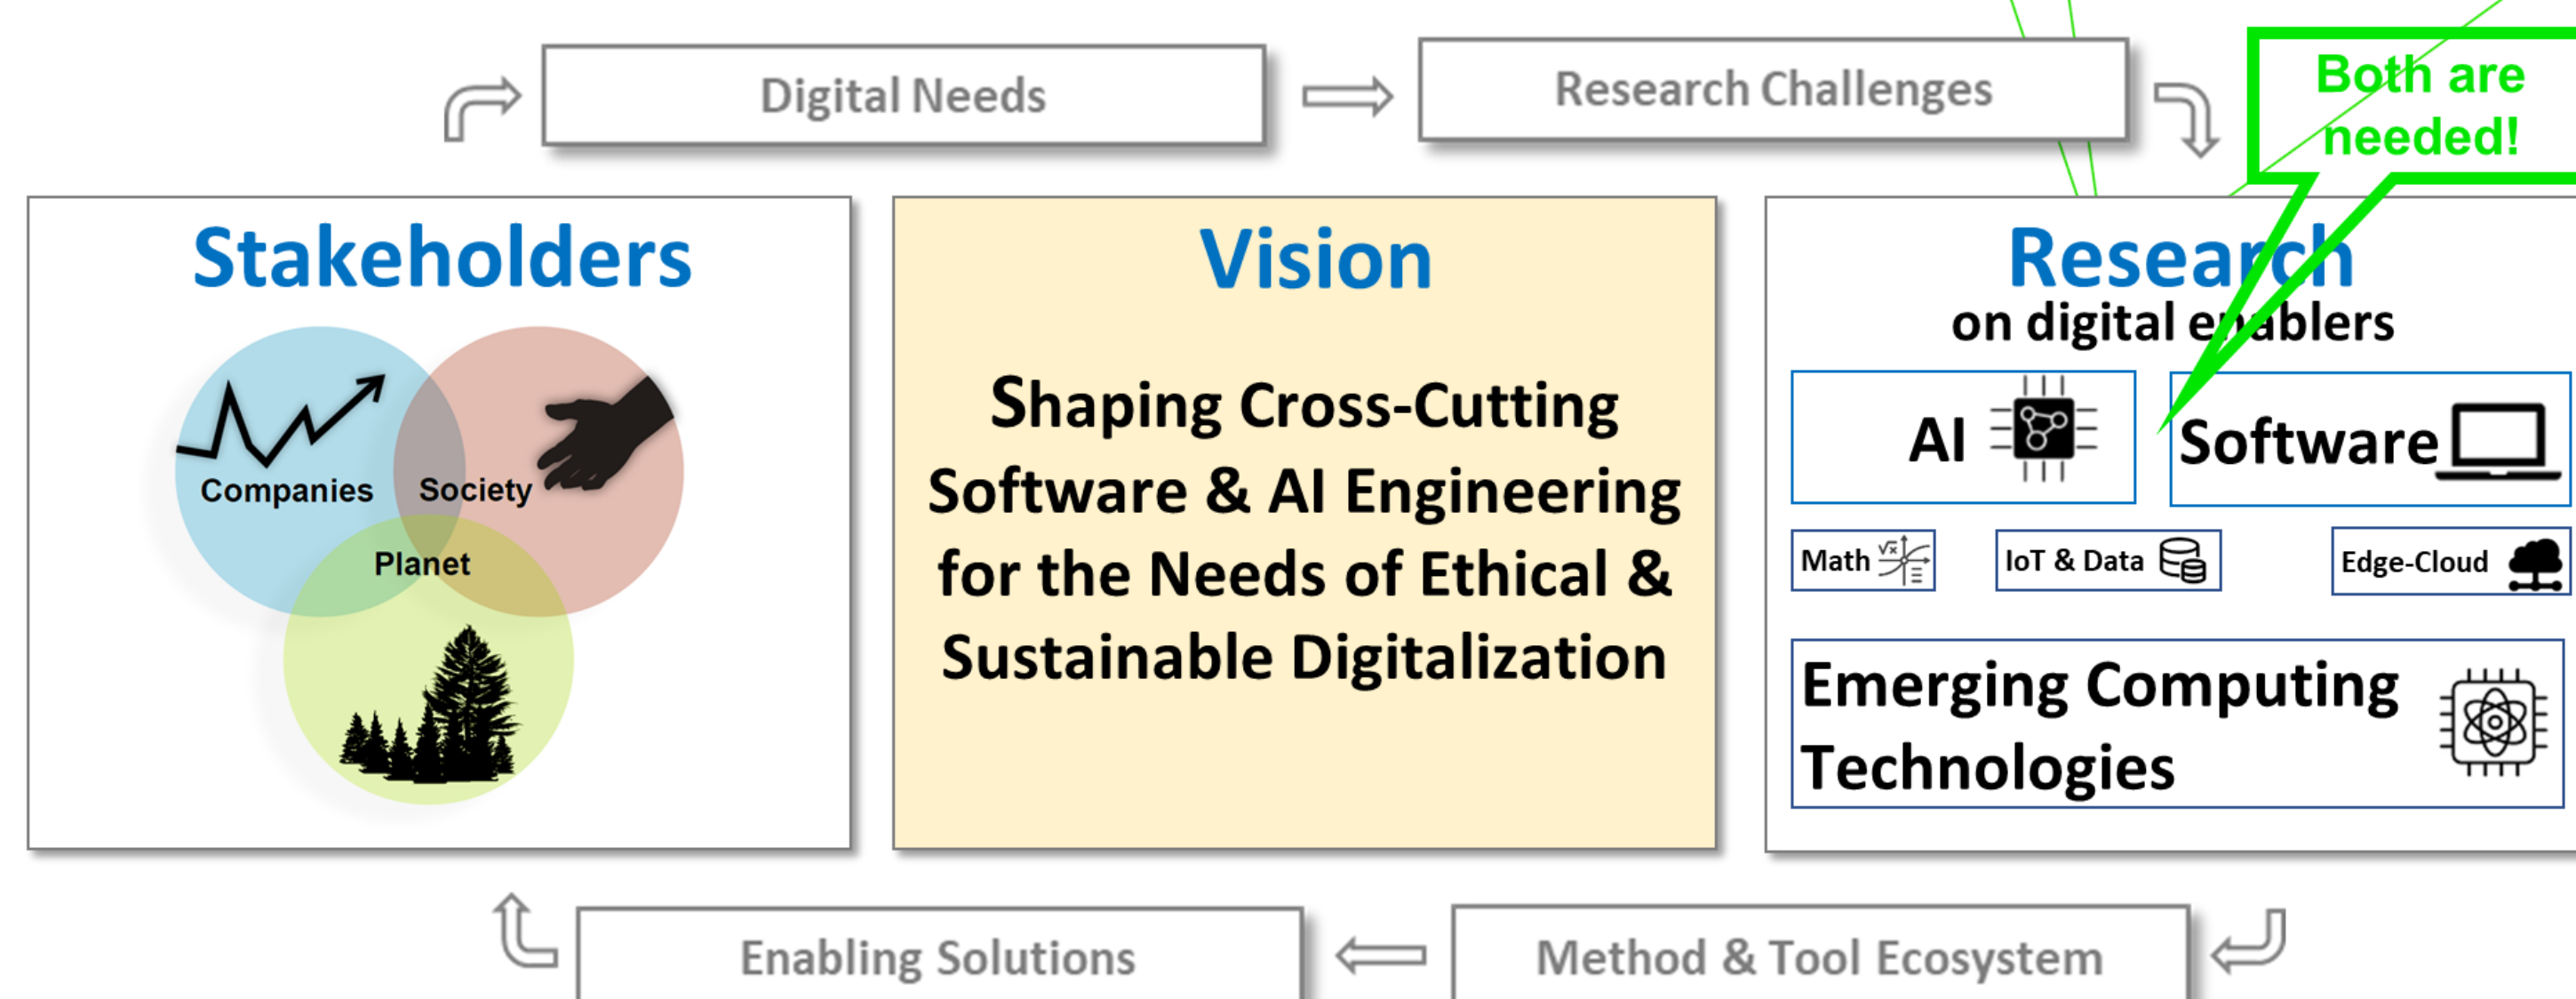 Digital Needs
Research Challenges
Both are
needed!
Stakeholders
Companies
Society
Planet
Vision
Shaping Cross-Cutting
Software & AI Engineering
for the Needs of Ethical &
Sustainable Digitalization
Research
on digital enablers
AI
Software
Math
√x
IoT & Data
Edge-Cloud
Emerging Computing
Technologies
Enabling Solutions
Method & Tool Ecosystem